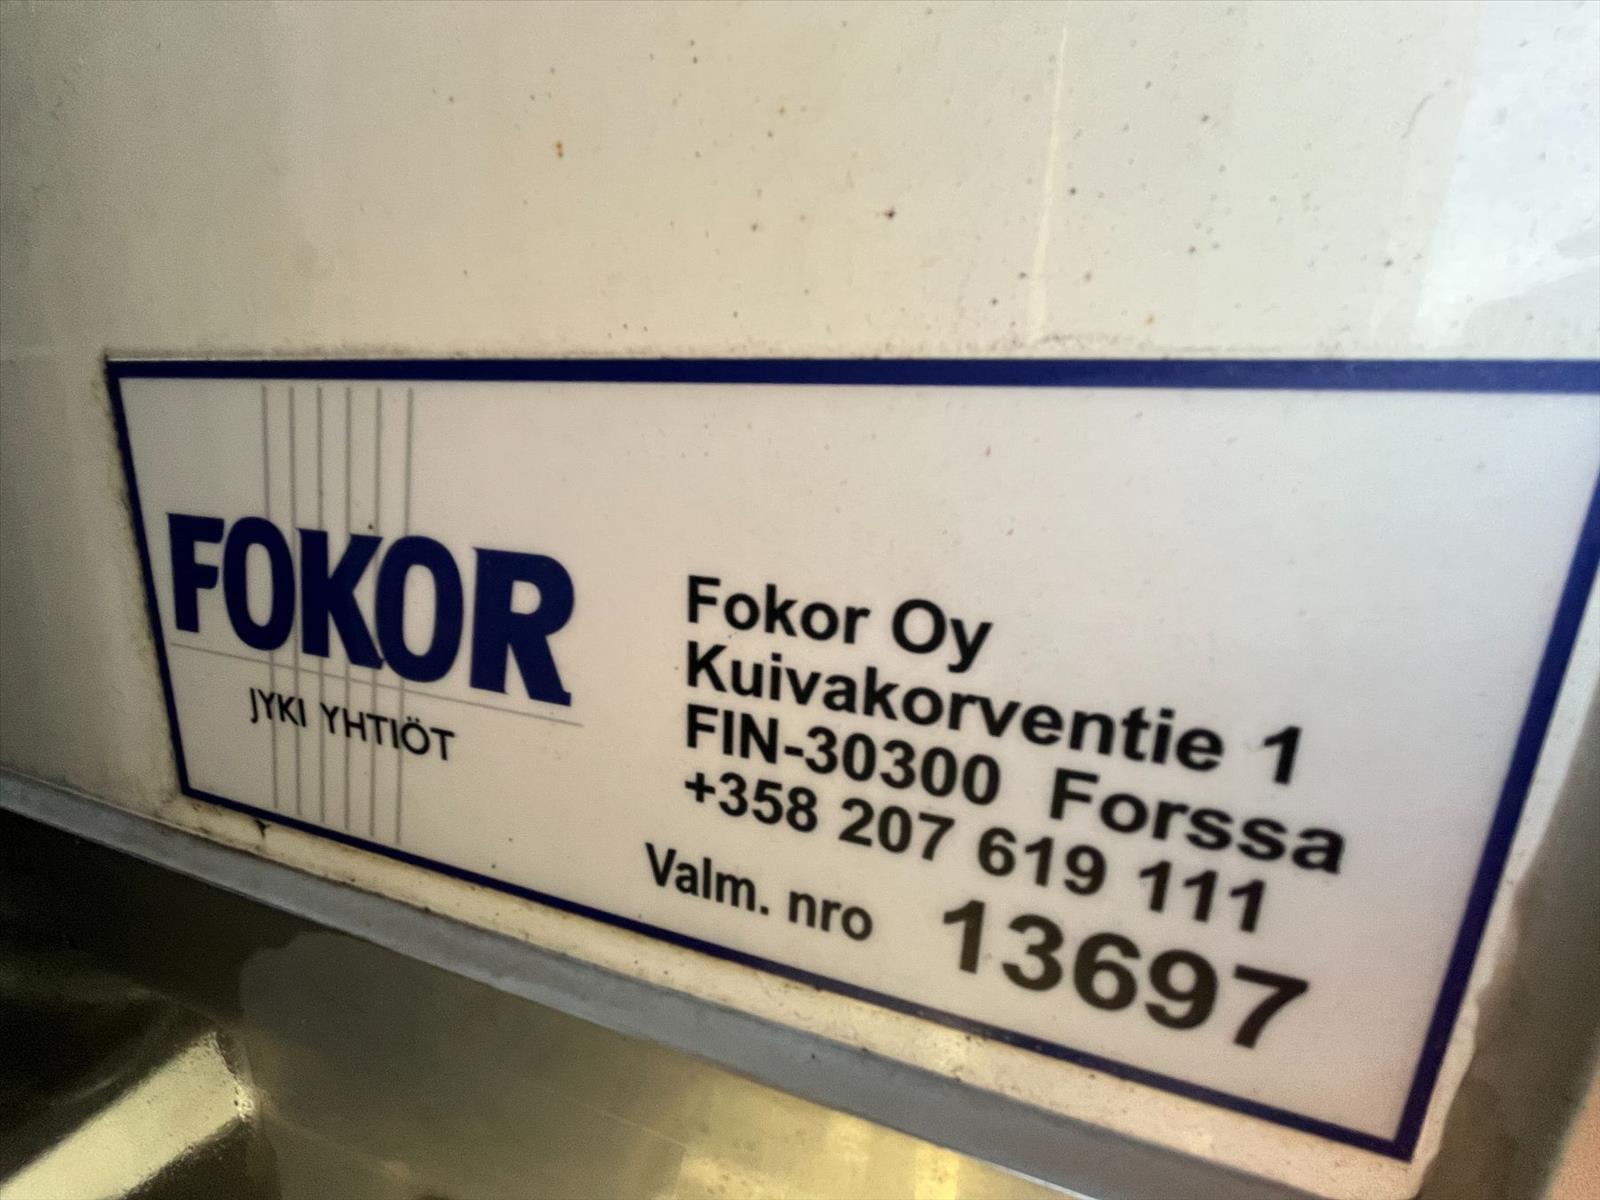 FOKOR
JYKI YHTIÖT
Fokor Oy
Kuivakorventie 1
FIN-30300 Forssa
+358 207 619 111
Valm. nro 13697